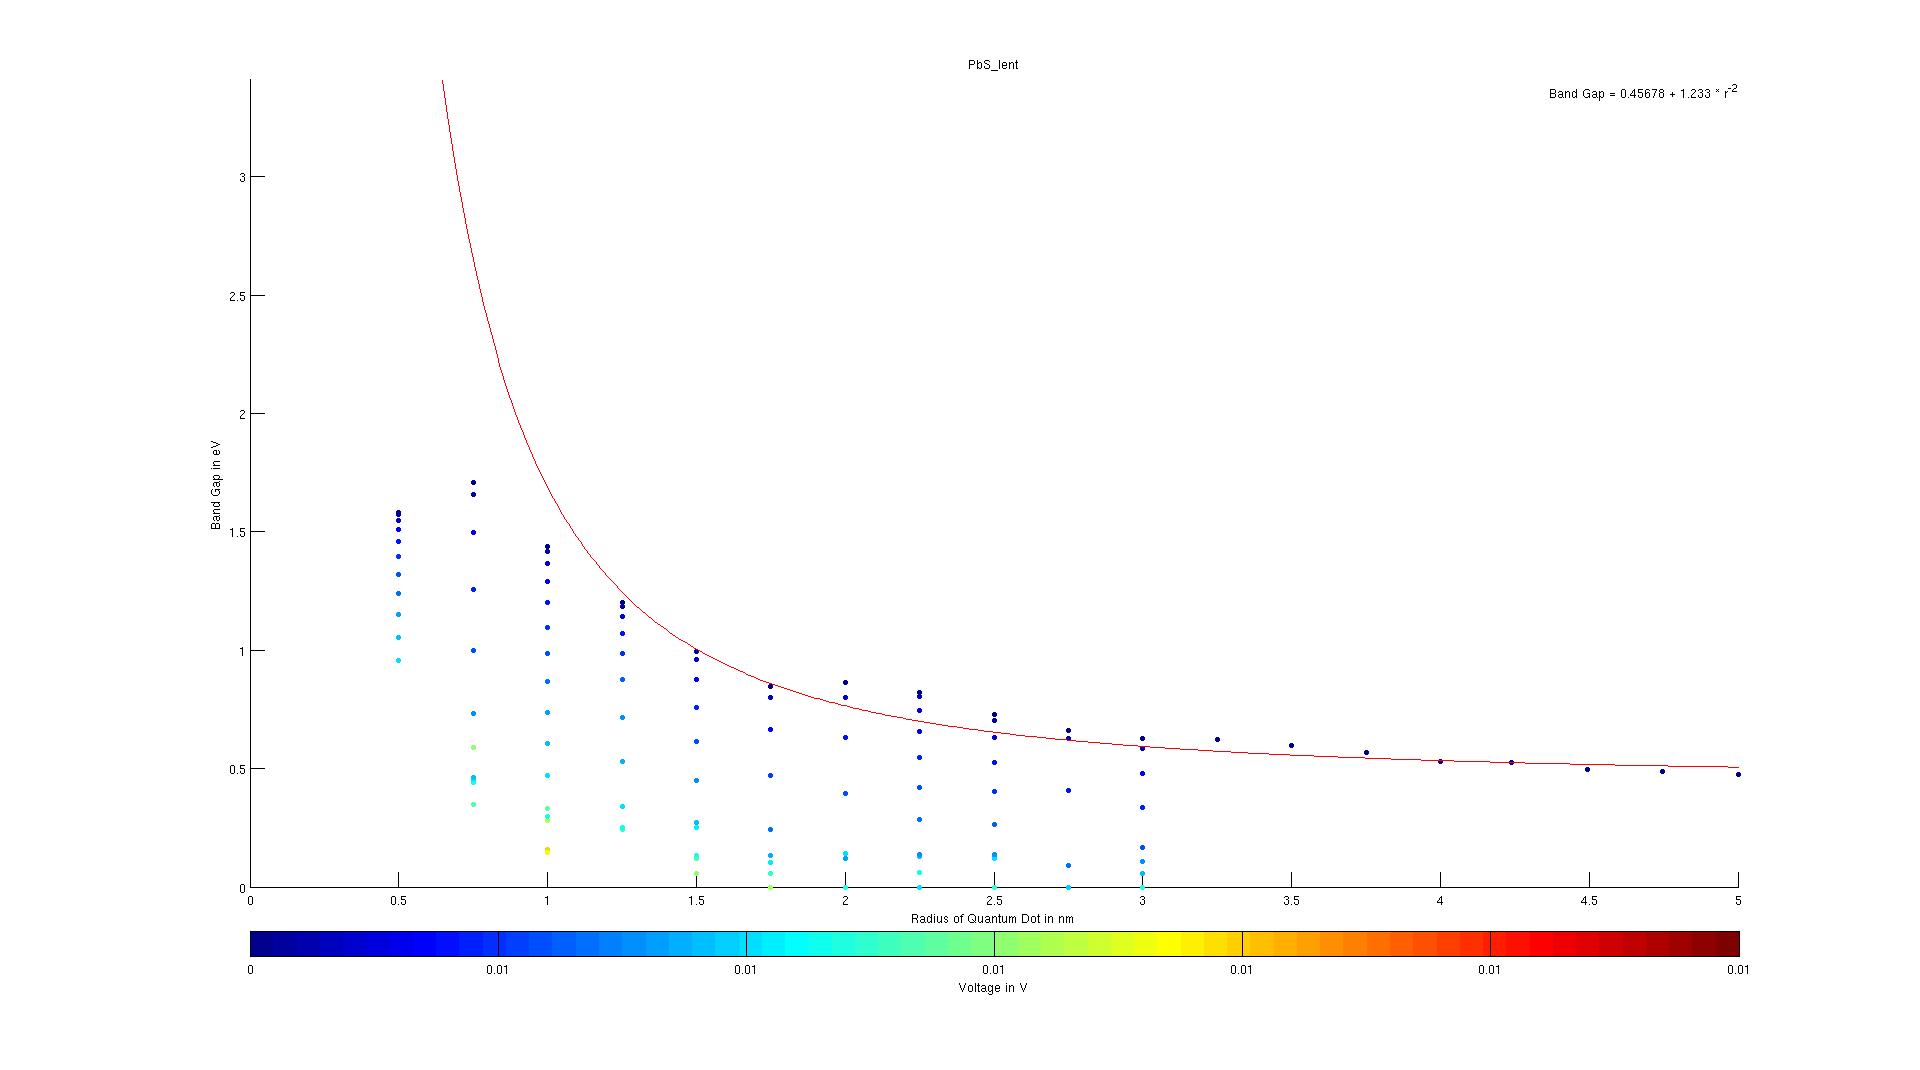 PbS_lent
Band Gap = 0.45678 + 1.233 * r^-2
3
2.5
2
1.5
1
0.5
0
Band Gap in eV
0 0.5 1 1.5 2 2.5 3 3.5 4 4.5 5
Radius of Quantum Dot in nm
0 0.01 0.01 0.01 0.01 0.01 0.01
Voltage in V